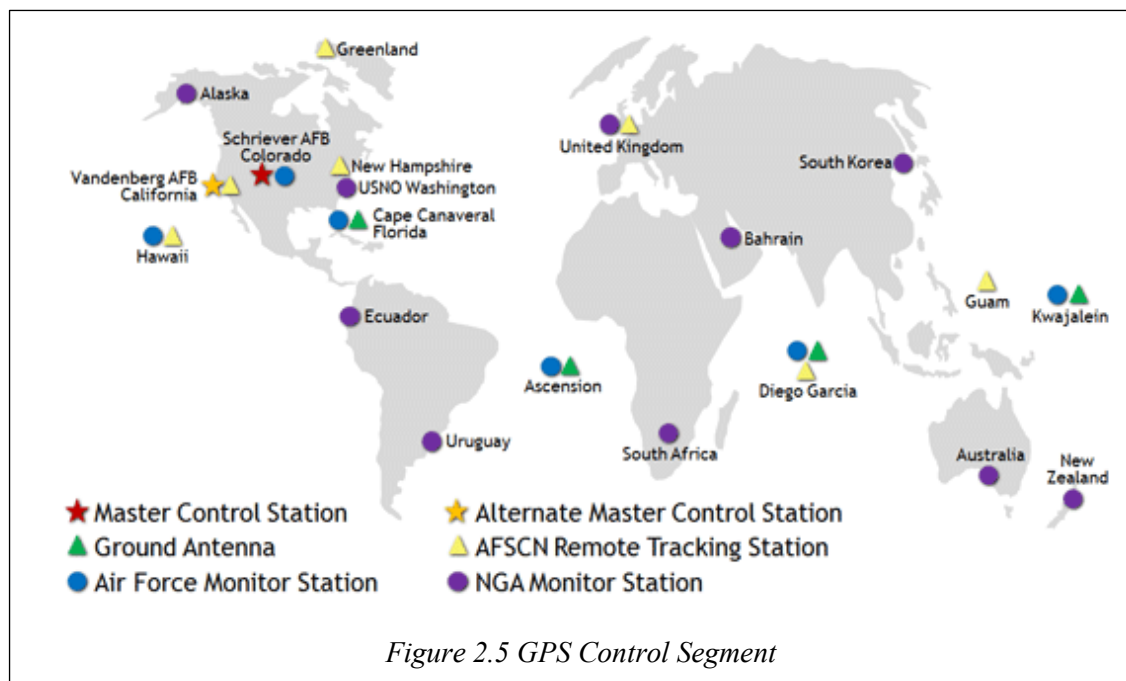 Greenland
Alaska
Schriever AFB
Colorado
United Kingdom
South Korea
New Hampshire
USNO Washington
Vandenberg AFB
California
Cape Canaveral
Florida
Bahrain
Hawaii
Guam
Kwajalein
Ecuador
Ascension
Diego Garcia
Uruguay
South Africa
Australia
New
Zealand
Master Control Station
Alternate Master Control Station
Ground Antenna
AFSCN Remote Tracking Station
Air Force Monitor Station
NGA Monitor Station
Figure 2.5 GPS Control Segment